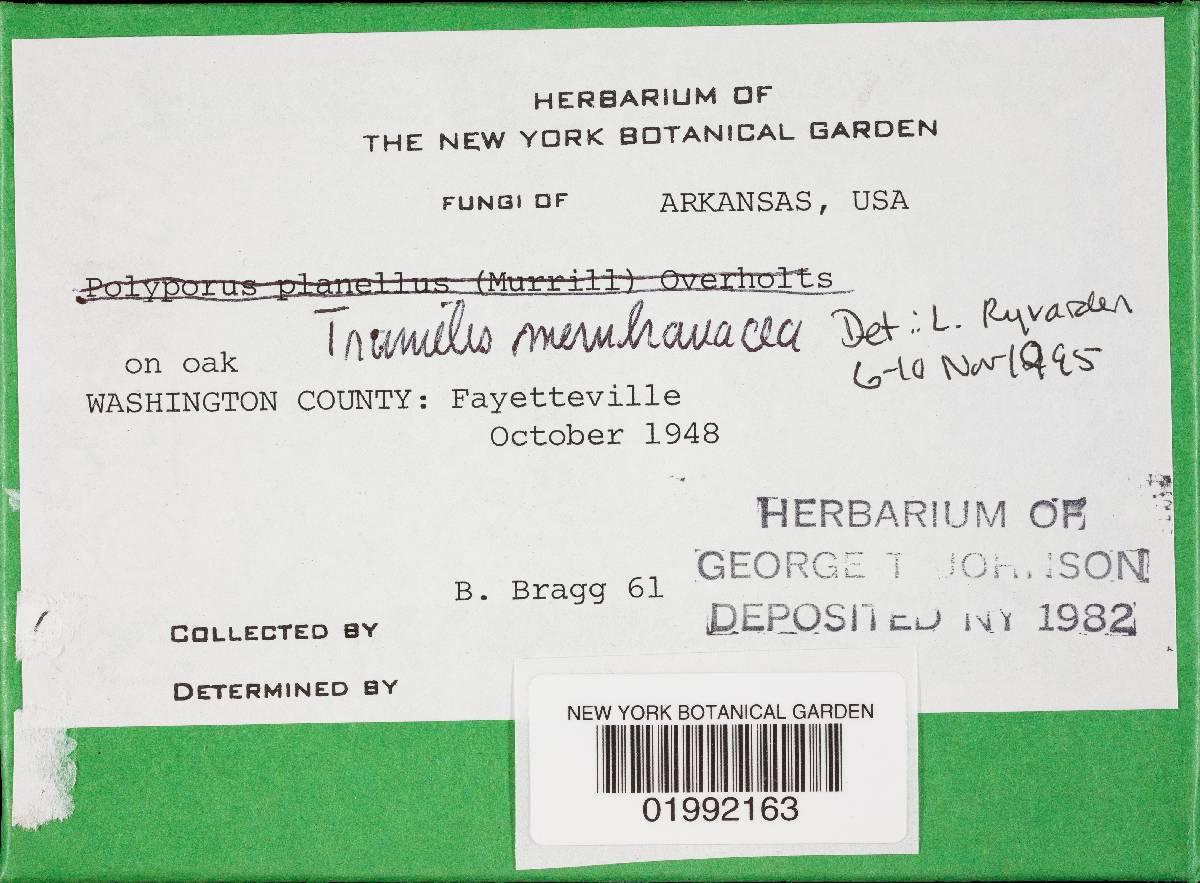 HERBARIUM OF
THE NEW YORK BOTANICAL GARDEN
FUNGI OF ARKANSAS, USA
Polyporus planellus (Murrill) Overholts
Trametes membranacea Det.: L. Ryvarden
6-10 Nov 1995
on oak
WASHINGTON COUNTY: Fayetteville
October 1948
HERBARIUM OF
GEORGE T. JOHNSON
DEPOSITED NY 1982
B. Bragg 61
COLLECTED BY
DETERMINED BY
NEW YORK BOTANICAL GARDEN
01992163